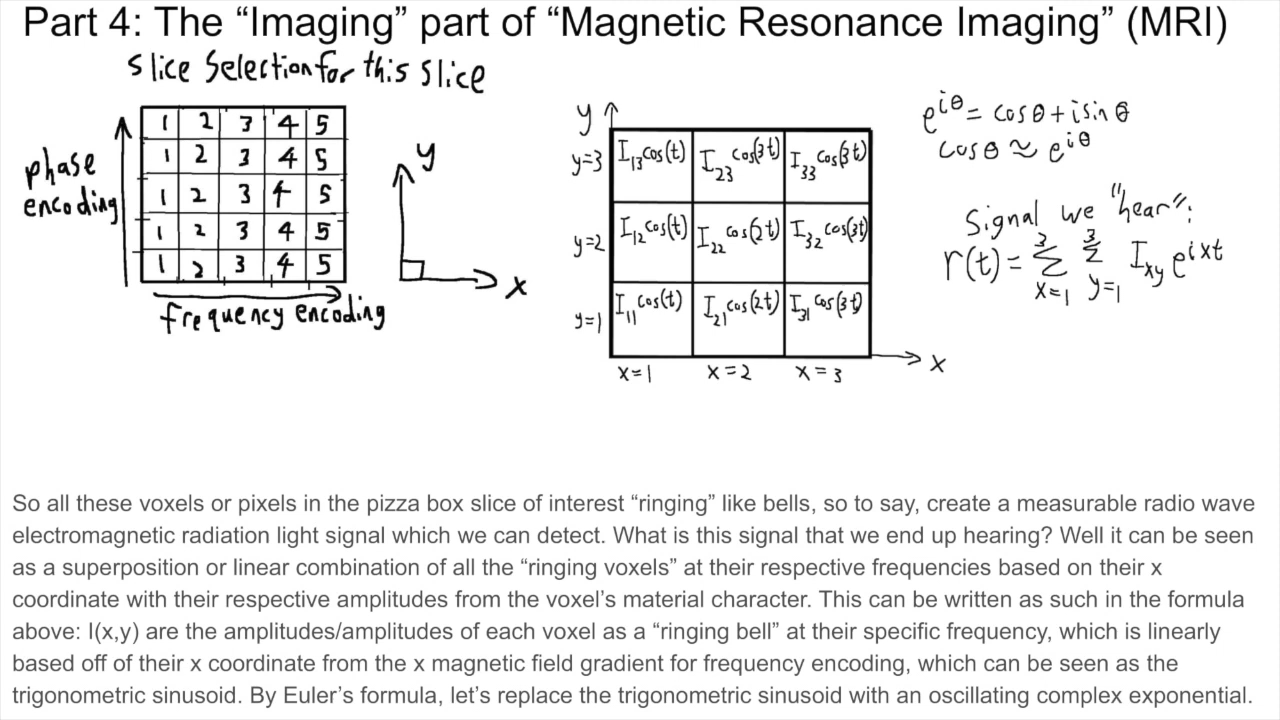 Part 4: The “Imaging” part of “Magnetic Resonance Imaging” (MRI)
Slice Selection for this slice
1 2 3 4 5
1 2 3 4 5
1 2 3 4 5
1 2 3 4 5
1 2 3 4 5
phase
encoding
frequency encoding
y
x
y
y=3 I₁₃cos(t) I₂₃cos(3t) I₃₃cos(3t)
y=2 I₁₂cos(t) I₂₂cos(2t) I₃₂cos(3t)
y=1 I₁₁cos(t) I₂₁cos(2t) I₃₁cos(3t)
x=1 x=2 x=3
x
e^{iθ} = cosθ + i sinθ
cosθ ≈ e^{iθ}
Signal we "hear":
r(t) = Σ_{x=1}^{3} Σ_{y=1}^{3} I_{xy} e^{ixt}
So all these voxels or pixels in the pizza box slice of interest “ringing” like bells, so to say, create a measurable radio wave
electromagnetic radiation light signal which we can detect. What is this signal that we end up hearing? Well it can be seen
as a superposition or linear combination of all the “ringing voxels” at their respective frequencies based on their x
coordinate with their respective amplitudes from the voxel’s material character. This can be written as such in the formula
above: I(x,y) are the amplitudes/amplitudes of each voxel as a “ringing bell” at their specific frequency, which is linearly
based off of their x coordinate from the x magnetic field gradient for frequency encoding, which can be seen as the
trigonometric sinusoid. By Euler’s formula, let’s replace the trigonometric sinusoid with an oscillating complex exponential.